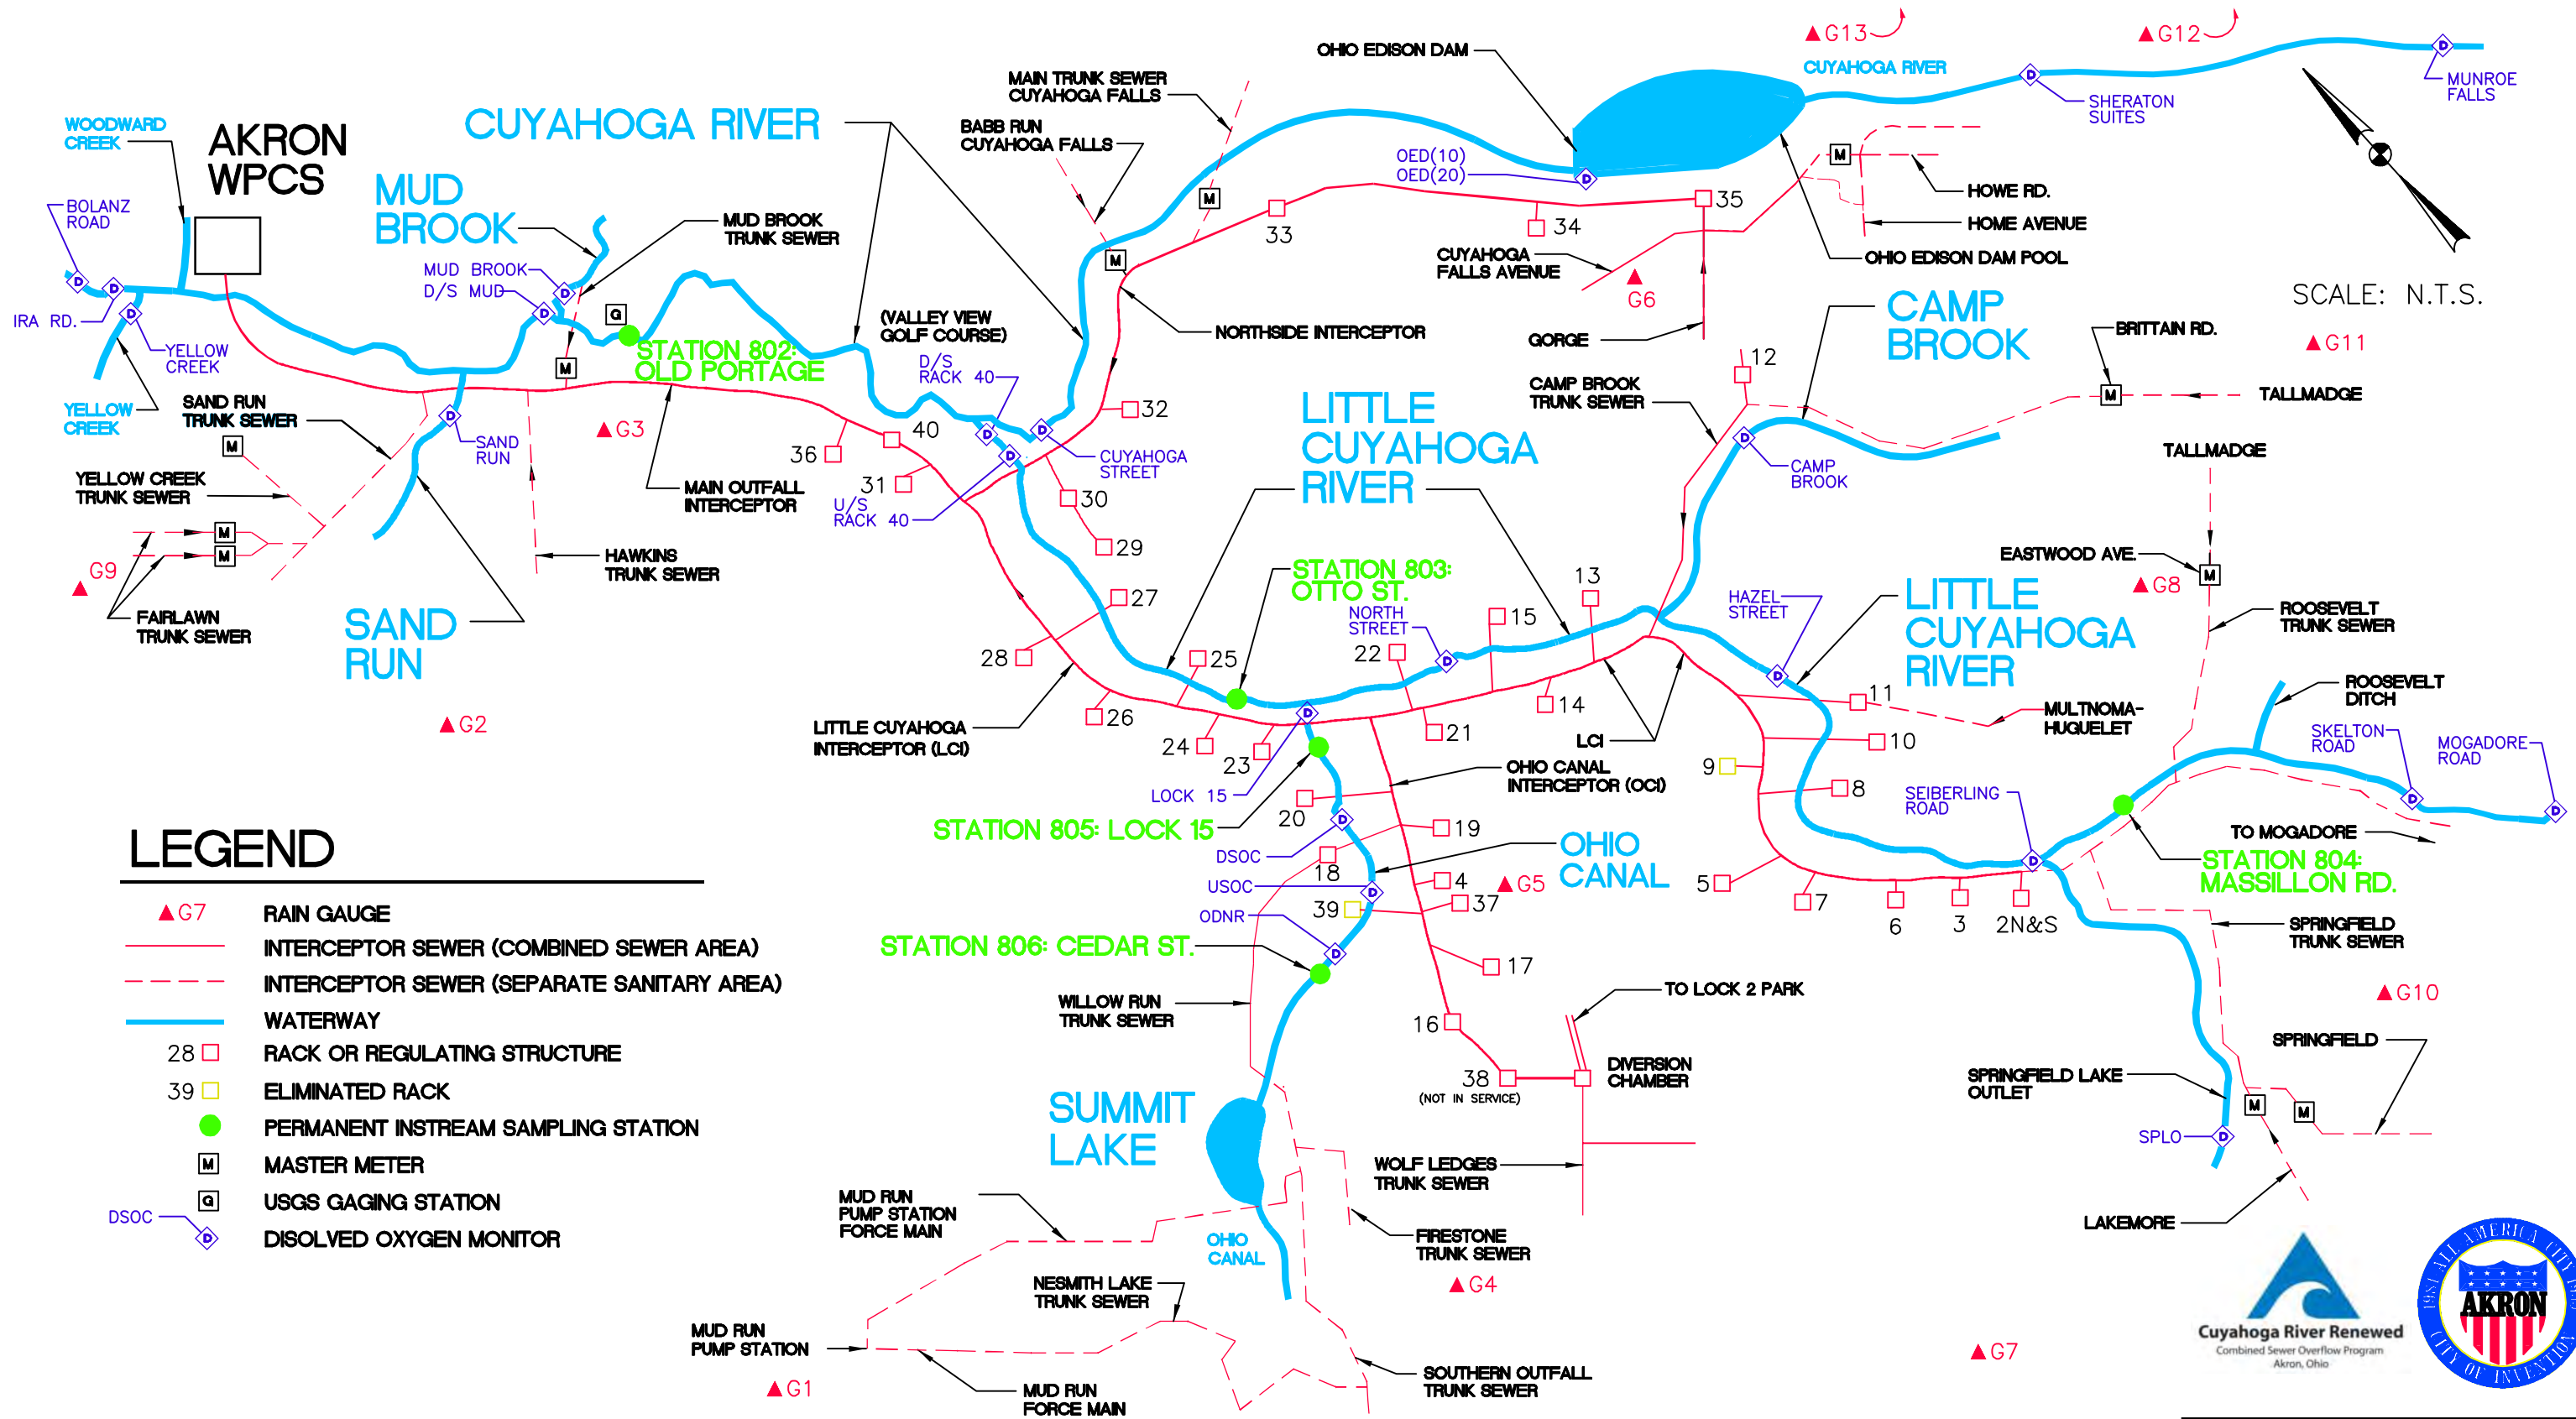 G13
G12
CUYAHOGA RIVER
MUNROE
FALLS
SHERATON
SUITES
OHIO EDISON DAM
MAIN TRUNK SEWER
CUYAHOGA FALLS
CUYAHOGA RIVER
WOODWARD
CREEK
AKRON
WPCS
BABB RUN
CUYAHOGA FALLS
OED(10)
OED(20)
M
M
HOWE RD.
HOME AVENUE
OHIO EDISON DAM POOL
BOLANZ
ROAD
MUD
BROOK
MUD BROOK
TRUNK SEWER
MUD BROOK
D/S MUD
33
34
35
M
CUYAHOGA
FALLS AVENUE
G6
GORGE
NORTHSIDE INTERCEPTOR
SCALE: N.T.S.
IRA RD.
YELLOW
CREEK
YELLOW
CREEK
G
M
STATION 802:
OLD PORTAGE
(VALLEY VIEW
GOLF COURSE)
D/S
RACK 40
CAMP
BROOK
BRITTAIN RD.
G11
M
TALLMADGE
12
CAMP BROOK
TRUNK SEWER
LITTLE
CUYAHOGA
RIVER
32
SAND RUN
TRUNK SEWER
M
SAND
RUN
G3
36
40
31
U/S
RACK 40
CUYAHOGA
STREET
30
29
CAMP
BROOK
TALLMADGE
YELLOW CREEK
TRUNK SEWER
MAIN OUTFALL
INTERCEPTOR
M
M
G9
FAIRLAWN
TRUNK SEWER
HAWKINS
TRUNK SEWER
SAND
RUN
G2
STATION 803:
OTTO ST.
13
15
NORTH
STREET
22
HAZEL
STREET
LITTLE
CUYAHOGA
RIVER
EASTWOOD AVE.
M
G8
ROOSEVELT
TRUNK SEWER
27
28
25
26
24
23
21
14
LITTLE CUYAHOGA
INTERCEPTOR (LCI)
LCI
OHIO CANAL
INTERCEPTOR (OCI)
11
MULTNOMA-
HUGUELET
10
9
8
ROOSEVELT
DITCH
SKELTON
ROAD
MOGADORE
ROAD
SEIBERLING
ROAD
TO MOGADORE
STATION 804:
MASSILLON RD.
LOCK 15
STATION 805: LOCK 15
20
19
DSOC
18
USOC
OHIO
CANAL
4
G5
39
37
ODNR
STATION 806: CEDAR ST.
17
5
7
6
3
2N&S
SPRINGFIELD
TRUNK SEWER
G10
WILLOW RUN
TRUNK SEWER
16
TO LOCK 2 PARK
38
(NOT IN SERVICE)
DIVERSION
CHAMBER
SPRINGFIELD
SPRINGFIELD LAKE
OUTLET
M
M
SPLO
LAKEMORE
SUMMIT
LAKE
WOLF LEDGES
TRUNK SEWER
MUD RUN
PUMP STATION
FORCE MAIN
OHIO
CANAL
FIRESTONE
TRUNK SEWER
G4
NESMITH LAKE
TRUNK SEWER
MUD RUN
PUMP STATION
G1
MUD RUN
FORCE MAIN
SOUTHERN OUTFALL
TRUNK SEWER
G7
LEGEND
G7 RAIN GAUGE
INTERCEPTOR SEWER (COMBINED SEWER AREA)
INTERCEPTOR SEWER (SEPARATE SANITARY AREA)
WATERWAY
28 RACK OR REGULATING STRUCTURE
39 ELIMINATED RACK
PERMANENT INSTREAM SAMPLING STATION
M MASTER METER
G USGS GAGING STATION
DSOC D DISOLVED OXYGEN MONITOR
Cuyahoga River Renewed
Combined Sewer Overflow Program
Akron, Ohio
ALL AMERICA CITY
AKRON
CITY OF INVENTION